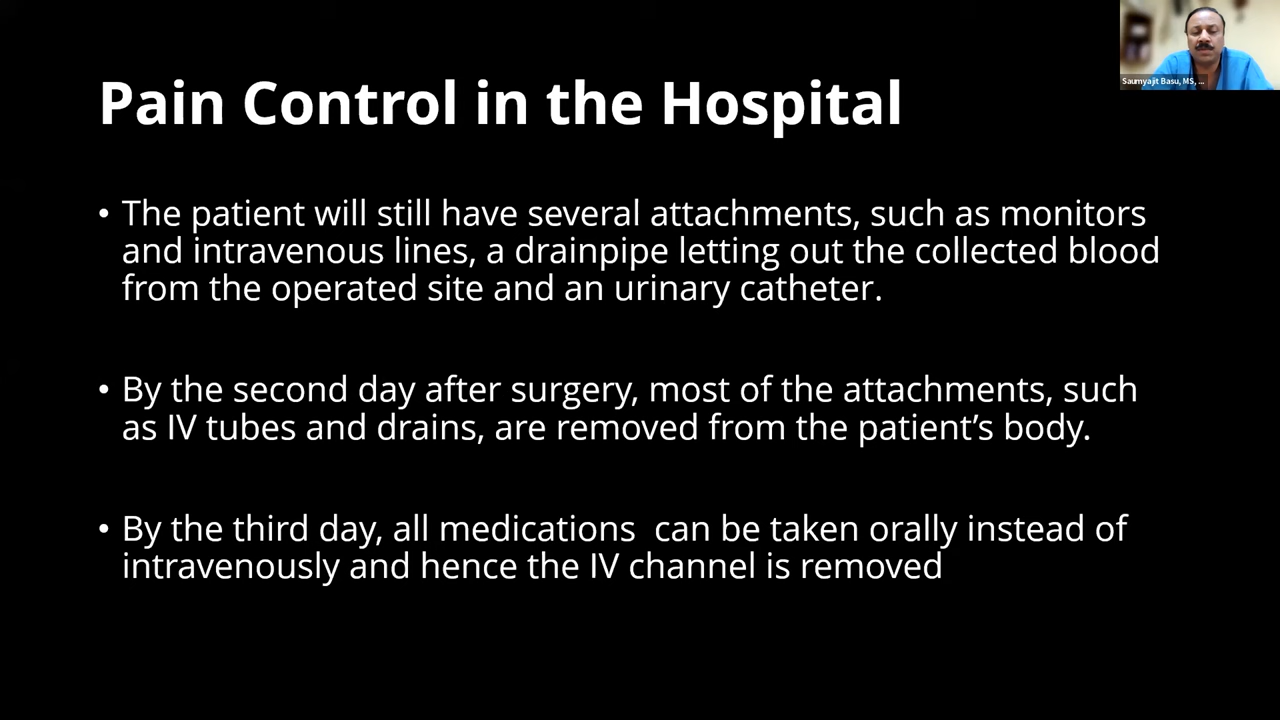 Pain Control in the Hospital
Saumyajit Basu, MS, ...
• The patient will still have several attachments, such as monitors
and intravenous lines, a drainpipe letting out the collected blood
from the operated site and an urinary catheter.
• By the second day after surgery, most of the attachments, such
as IV tubes and drains, are removed from the patient’s body.
• By the third day, all medications  can be taken orally instead of
intravenously and hence the IV channel is removed